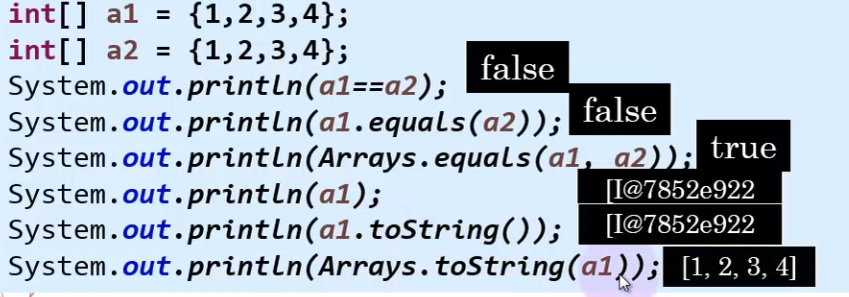 int[] a1 = {1,2,3,4};
int[] a2 = {1,2,3,4};
System.out.println(a1==a2); false
System.out.println(a1.equals(a2)); false
System.out.println(Arrays.equals(a1, a2)); true
System.out.println(a1); [I@7852e922
System.out.println(a1.toString()); [I@7852e922
System.out.println(Arrays.toString(a1)); [1, 2, 3, 4]